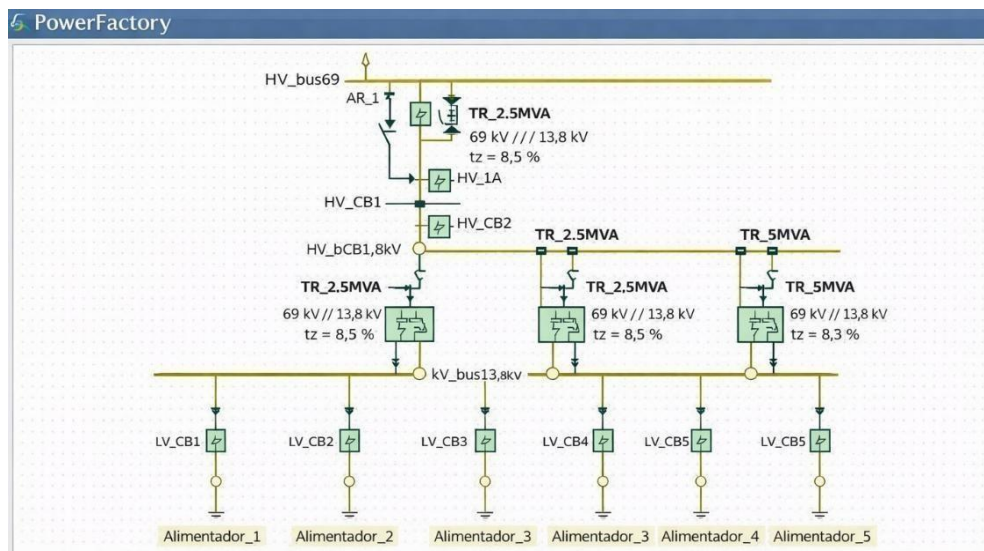 PowerFactory
HV_bus69
AR_1
TR_2.5MVA
69 kV /// 13,8 kV
tz = 8,5 %
HV_1A
HV_CB1
HV_CB2
HV_bCB1,8kV
TR_2.5MVA
TR_5MVA
TR_2.5MVA
69 kV // 13,8 kV
tz = 8,5 %
TR_2,5MVA
69 kV // 13,8 kV
tz = 8,5 %
TR_5MVA
69 kV // 13,8 kV
tz = 8,3 %
kV_bus13,8kV
LV_CB1
LV_CB2
LV_CB3
LV_CB4
LV_CB5
LV_CB5
Alimentador_1
Alimentador_2
Alimentador_3
Alimentador_3
Alimentador_4
Alimentador_5